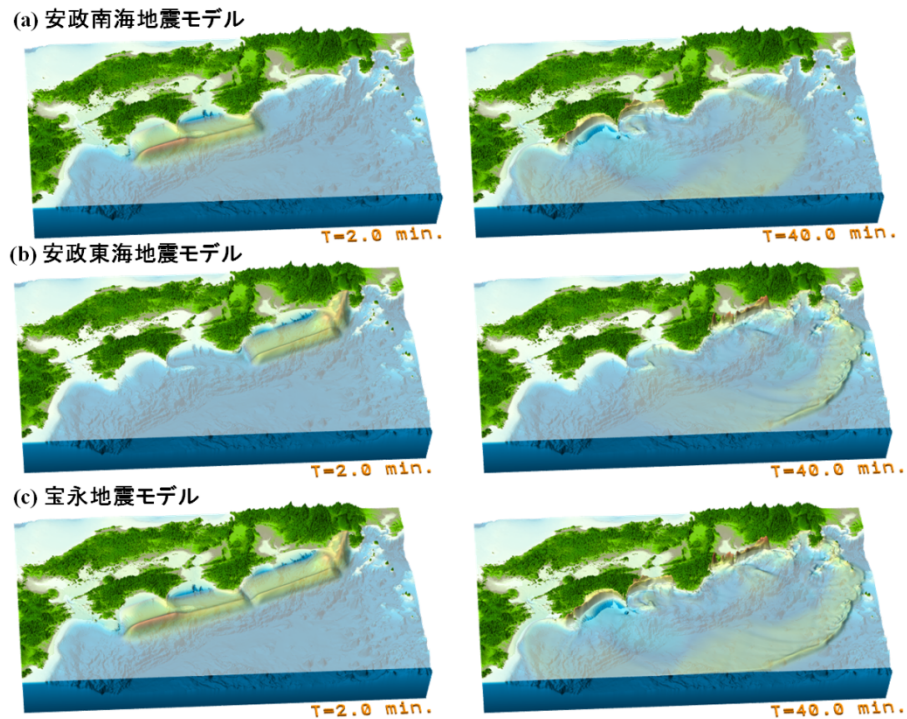 (a) 安政南海地震モデル
T=2.0 min.
T=40.0 min.
(b) 安政東海地震モデル
T=2.0 min.
T=40.0 min.
(c) 宝永地震モデル
T=2.0 min.
T=40.0 min.